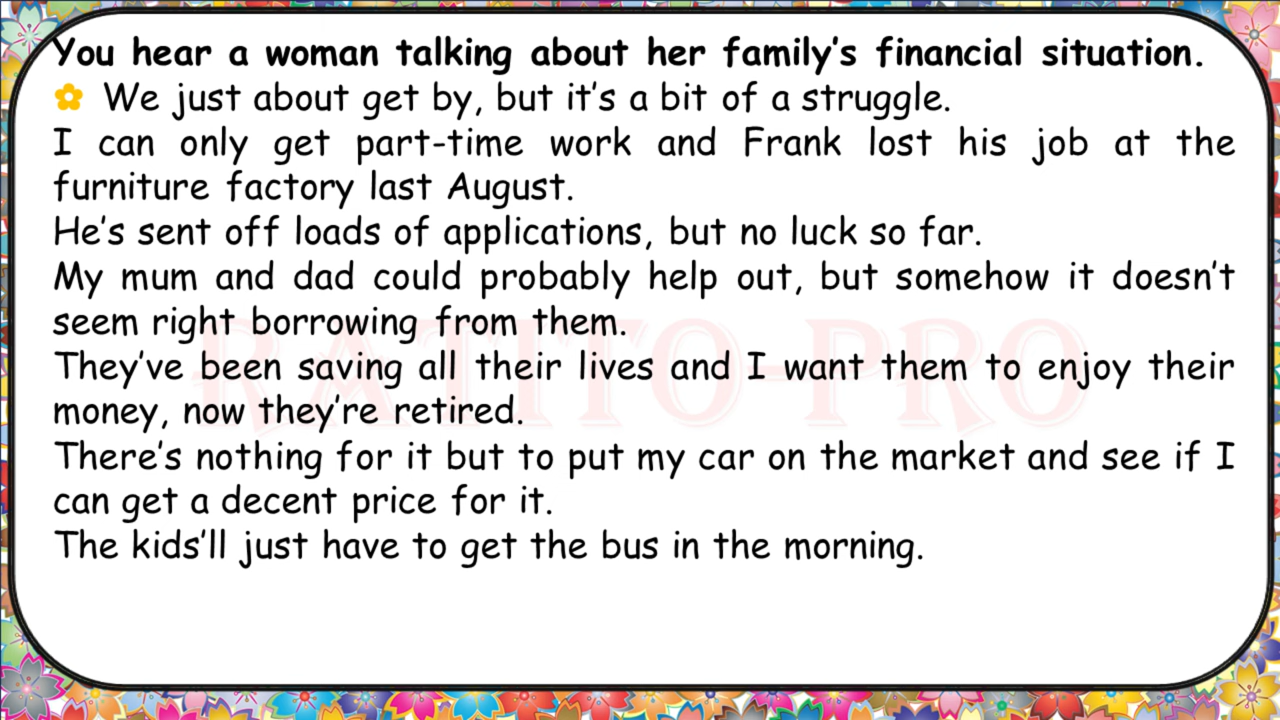 You hear a woman talking about her family's financial situation.
We just about get by, but it's a bit of a struggle.
I can only get part-time work and Frank lost his job at the
furniture factory last August.
He's sent off loads of applications, but no luck so far.
My mum and dad could probably help out, but somehow it doesn't
seem right borrowing from them.
They've been saving all their lives and I want them to enjoy their
money, now they're retired.
There's nothing for it but to put my car on the market and see if I
can get a decent price for it.
The kids'll just have to get the bus in the morning.
RATITO-PRO